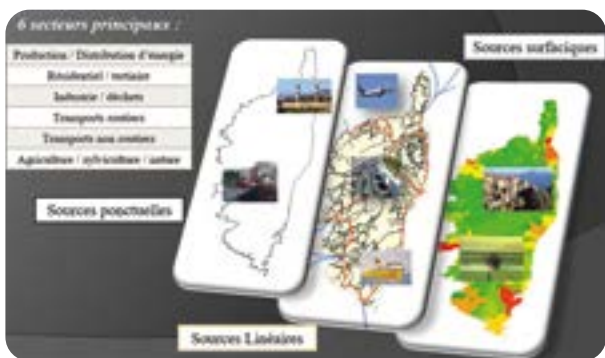 6 secteurs principaux :
Production / Distribution d'énergie
Résidentiel / tertiaire
Industrie / déchets
Transports routiers
Transports non routiers
Agriculture / sylviculture / nature
Sources ponctuelles
Sources Linéaires
Sources surfaciques